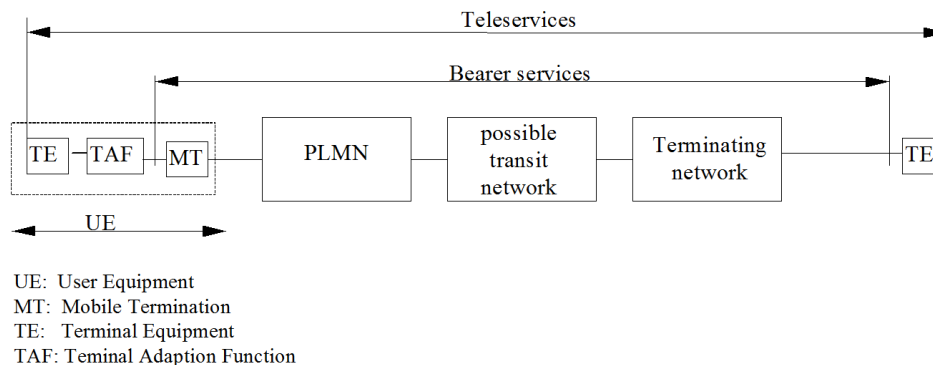 Teleservices
Bearer services
TE
TAF
MT
PLMN
possible
transit
network
Terminating
network
TE
UE
UE: User Equipment
MT: Mobile Termination
TE: Terminal Equipment
TAF: Teminal Adaption Function